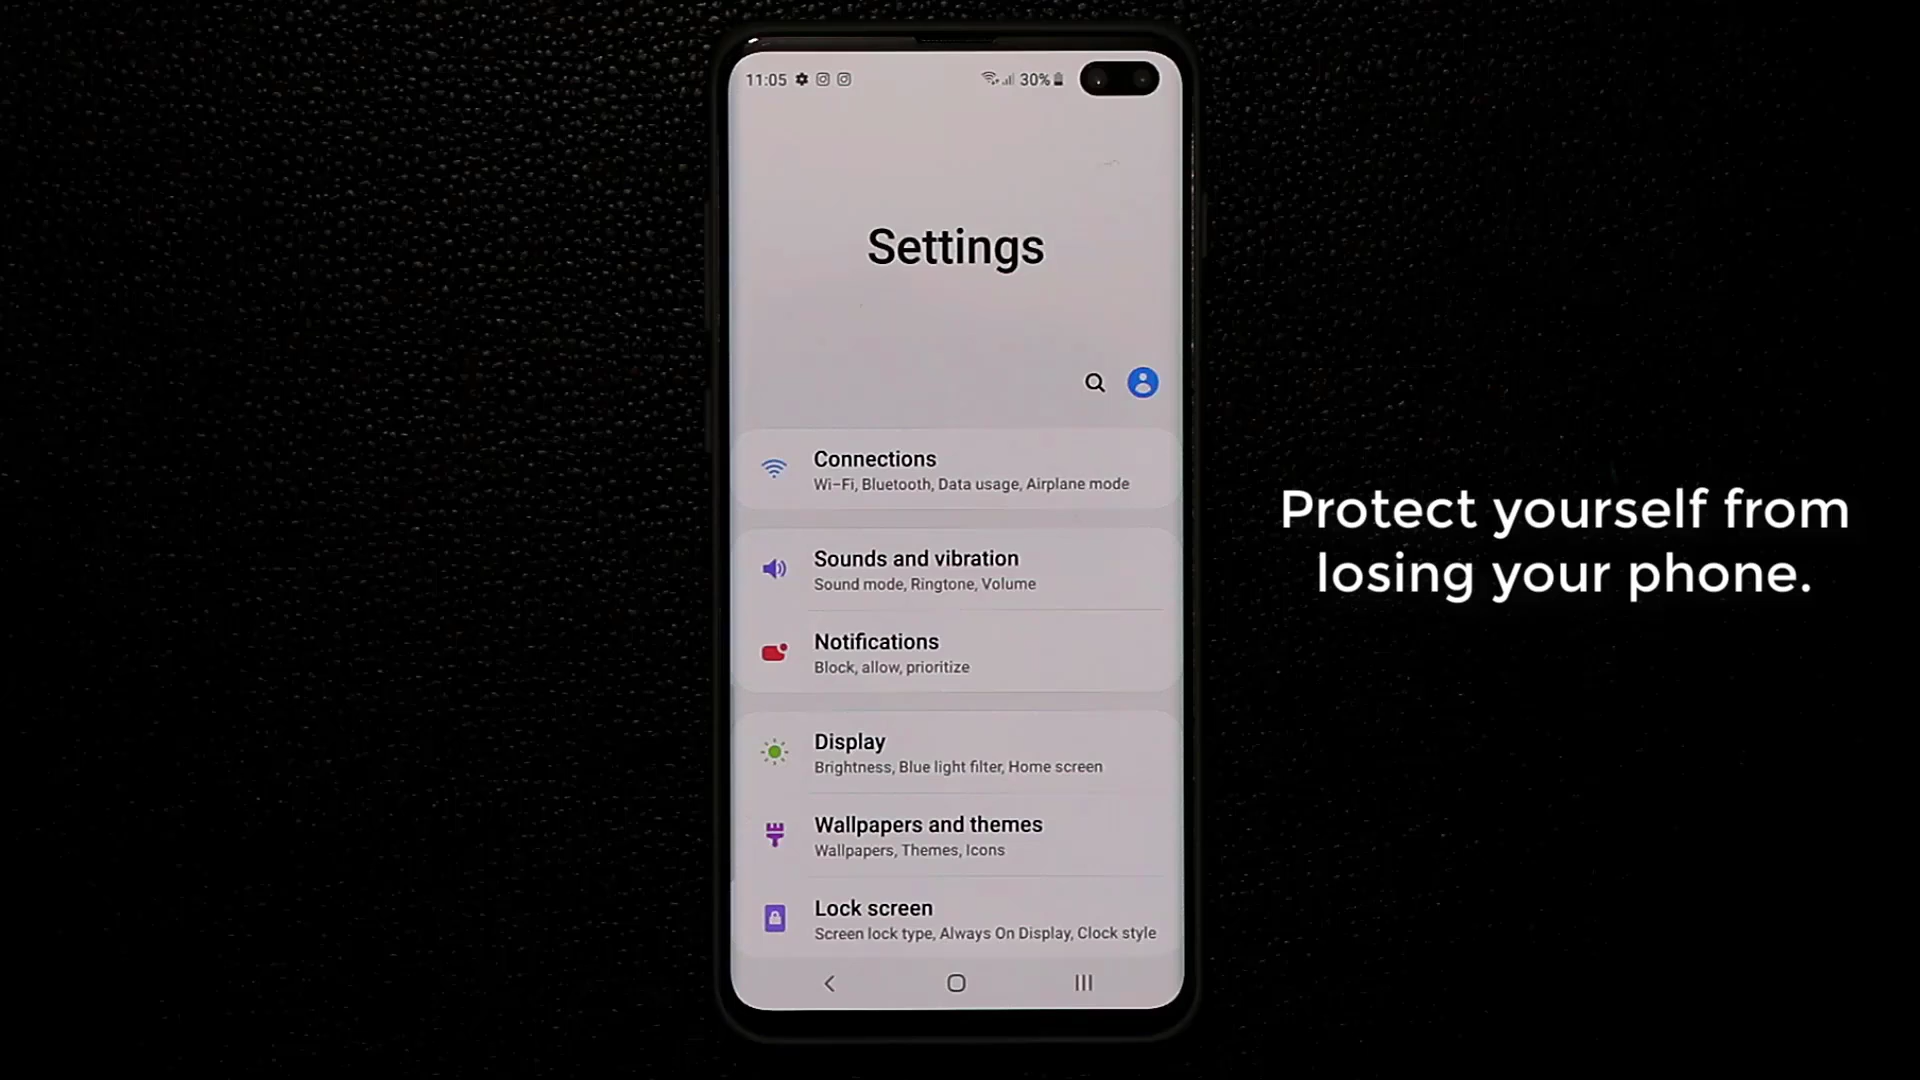 11:05
30%
Settings
Connections
Wi-Fi, Bluetooth, Data usage, Airplane mode
Sounds and vibration
Sound mode, Ringtone, Volume
Notifications
Block, allow, prioritize
Display
Brightness, Blue light filter, Home screen
Wallpapers and themes
Wallpapers, Themes, Icons
Lock screen
Screen lock type, Always On Display, Clock style
Protect yourself from
losing your phone.